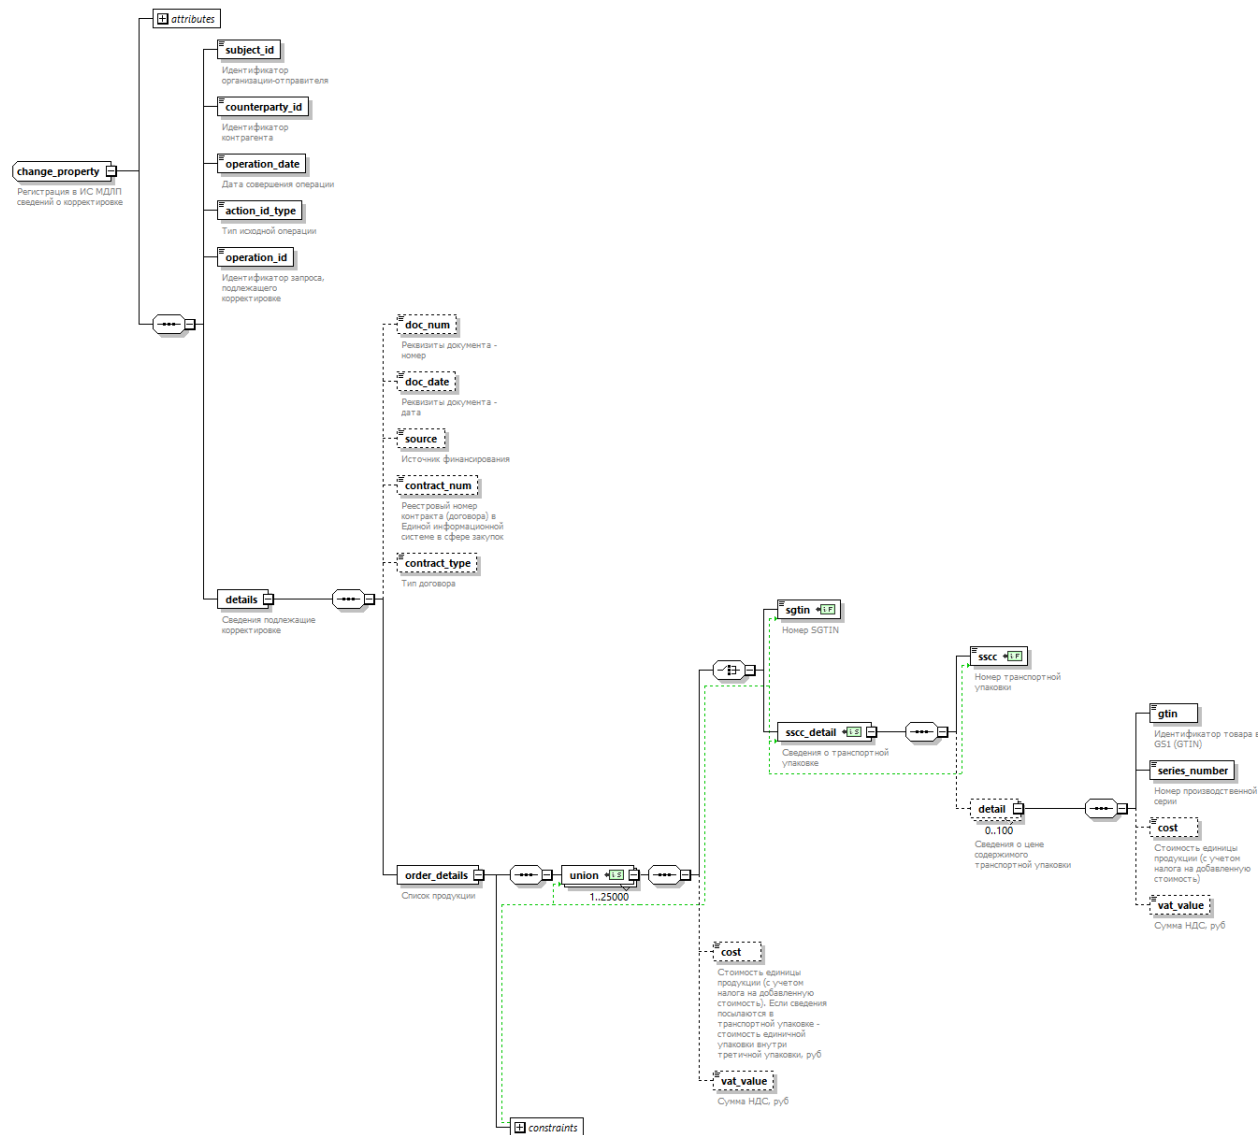 attributes
subject_id
Идентификатор
организации-отправителя
counterparty_id
Идентификатор
контрагента
change_property
Регистрация в ИС МДЛП
сведений о корректировке
operation_date
Дата совершения операции
action_id_type
Тип исходной операции
operation_id
Идентификатор запроса,
подлежащего
корректировке
doc_num
Реквизиты документа -
номер
doc_date
Реквизиты документа -
дата
source
Источник финансирования
contract_num
Реестровый номер
контракта (договора) в
Единой информационной
системе в сфере закупок
contract_type
Тип договора
details
Сведения подлежащие
корректировке
sgtin
Номер SGTIN
sscc
Номер транспортной
упаковки
sscc_detail
Сведения о транспортной
упаковке
gtin
Идентификатор товара в
GS1 (GTIN)
series_number
Номер производственной
серии
detail
0..100
Сведения о цене
содержимого
транспортной упаковки
cost
Стоимость единицы
продукции (с учетом
налога на добавленную
стоимость)
vat_value
Сумма НДС, руб
order_details
Список продукции
union
1..25000
cost
Стоимость единицы
продукции (с учетом
налога на добавленную
стоимость). Если сведения
посылаются в
транспортной упаковке -
стоимость единичной
упаковки внутри
третичной упаковки, руб
vat_value
Сумма НДС, руб
constraints